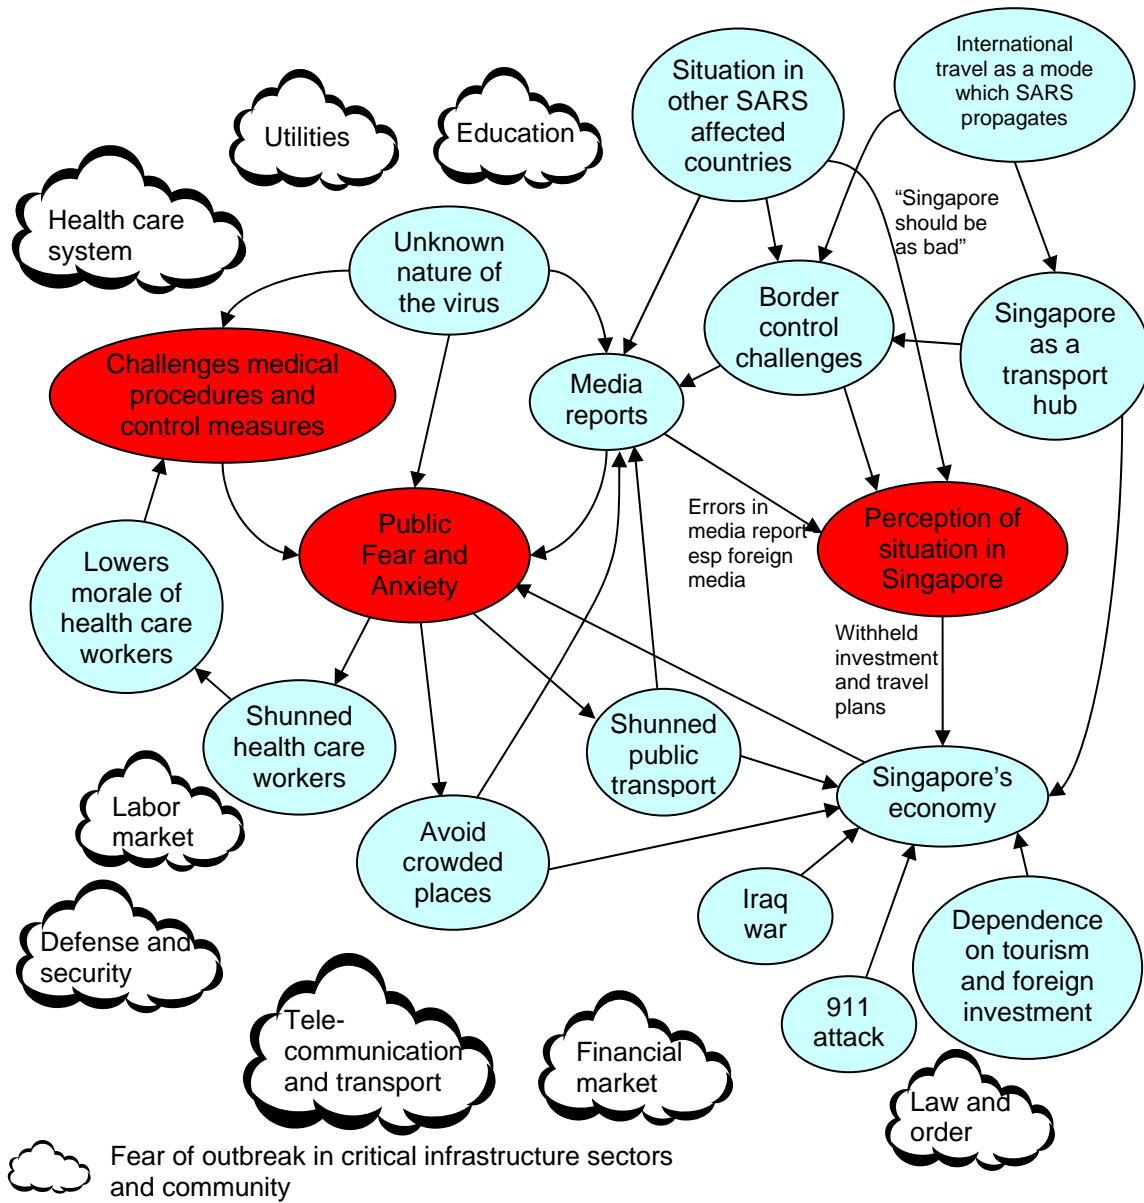 Situation in
other SARS
affected
countries
International
travel as a mode
which SARS
propagates
Utilities
Education
Health care
system
Unknown
nature of
the virus
“Singapore
should be
as bad”
Border
control
challenges
Singapore
as a
transport
hub
Challenges medical
procedures and
control measures
Media
reports
Public
Fear and
Anxiety
Errors in
media report
esp foreign
media
Perception of
situation in
Singapore
Lowers
morale of
health care
workers
Withheld
investment
and travel
plans
Shunned
health care
workers
Shunned
public
transport
Singapore’s
economy
Labor
market
Avoid
crowded
places
Iraq
war
Dependence
on tourism
and foreign
investment
Defense and
security
911
attack
Tele-
communication
and transport
Financial
market
Law and
order
Fear of outbreak in critical infrastructure sectors
and community